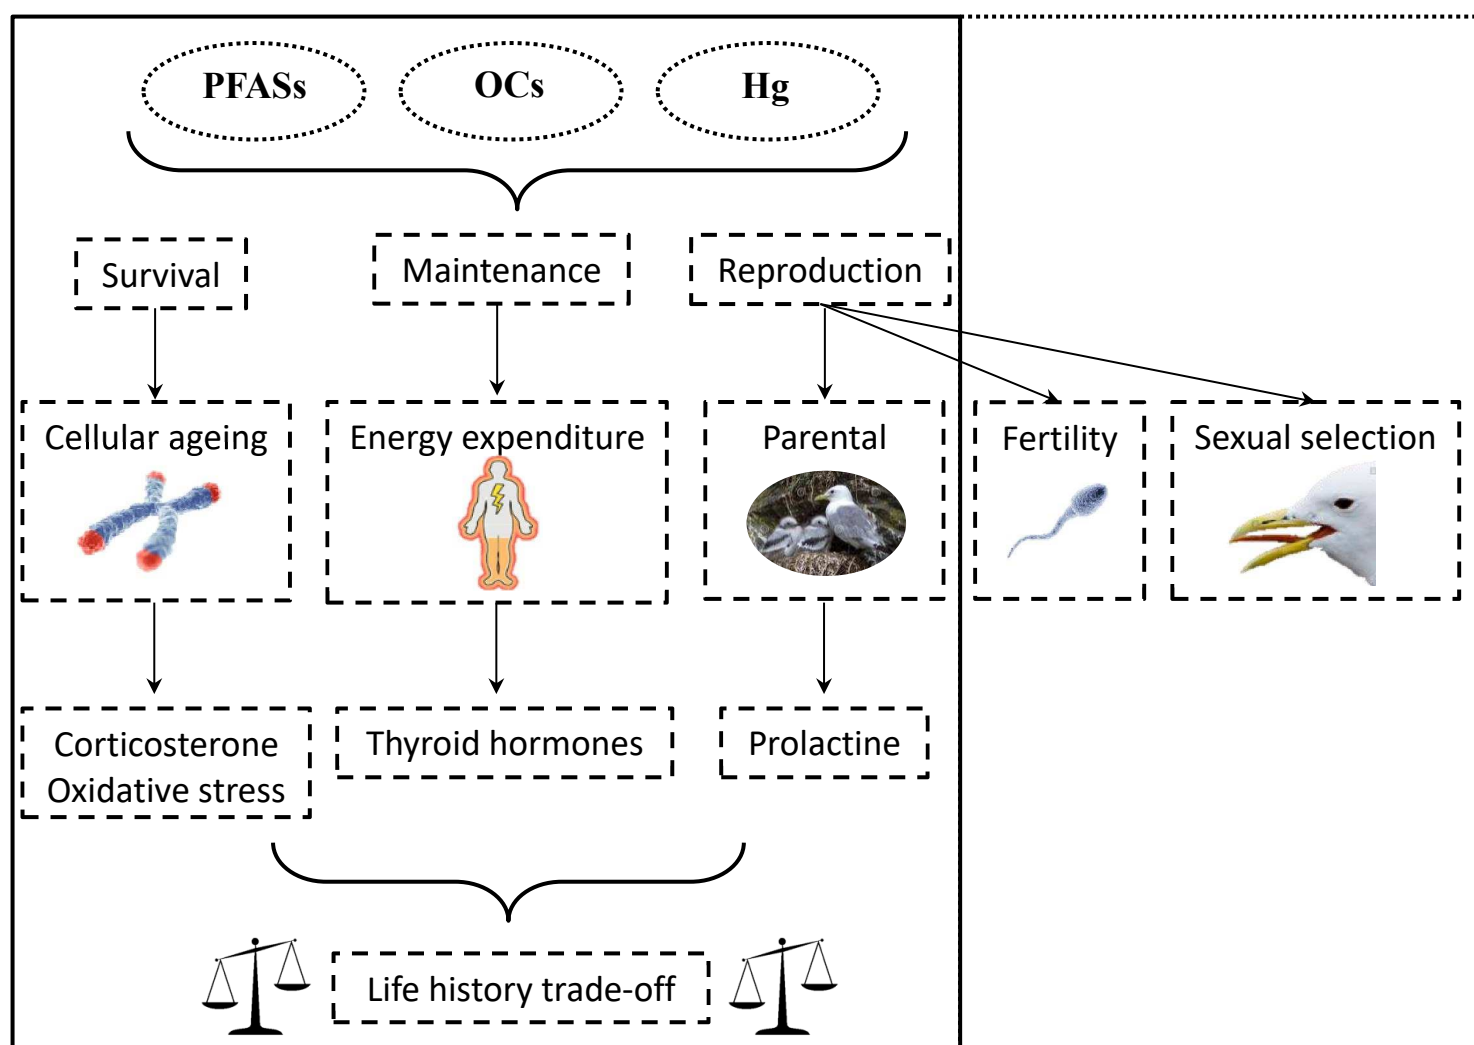 PFASs
OCs
Hg
Survival
Maintenance
Reproduction
Cellular ageing
Energy expenditure
Parental
Fertility
Sexual selection
Corticosterone
Oxidative stress
Thyroid hormones
Prolactine
Life history trade-off